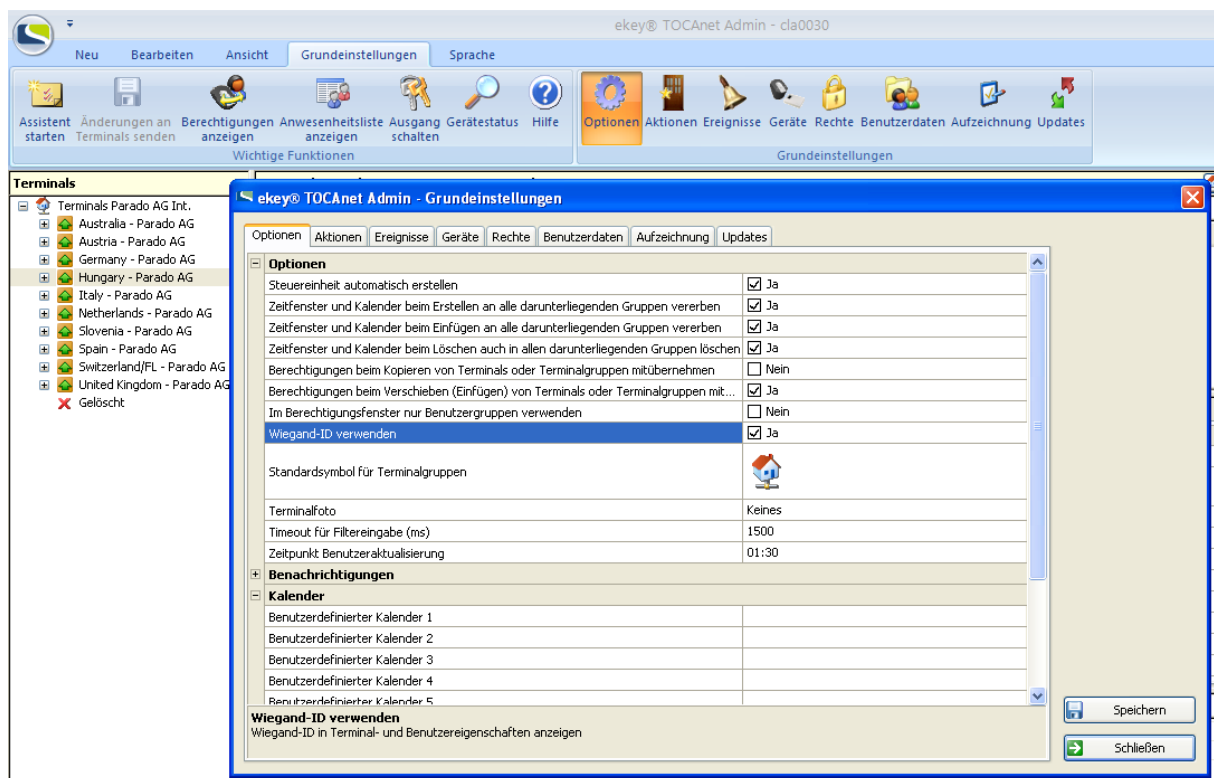 ekey® TOCAnet Admin - cla0030
Neu Bearbeiten Ansicht Grundeinstellungen Sprache
Assistent starten
Änderungen an Terminals senden
Berechtigungen anzeigen
Anwesenheitsliste anzeigen
Ausgang schalten
Gerätestatus
Hilfe
Optionen
Aktionen
Ereignisse
Geräte
Rechte
Benutzerdaten
Aufzeichnung
Updates
Wichtige Funktionen
Grundeinstellungen
Terminals
Terminals Parado AG Int.
Australia - Parado AG
Austria - Parado AG
Germany - Parado AG
Hungary - Parado AG
Italy - Parado AG
Netherlands - Parado AG
Slovenia - Parado AG
Spain - Parado AG
Switzerland/FL - Parado AG
United Kingdom - Parado AG
Gelöscht
ekey® TOCAnet Admin - Grundeinstellungen
Optionen Aktionen Ereignisse Geräte Rechte Benutzerdaten Aufzeichnung Updates
Optionen
Steuereinheit automatisch erstellen Ja
Zeitfenster und Kalender beim Erstellen an alle darunterliegenden Gruppen vererben Ja
Zeitfenster und Kalender beim Einfügen an alle darunterliegenden Gruppen vererben Ja
Zeitfenster und Kalender beim Löschen auch in allen darunterliegenden Gruppen löschen Ja
Berechtigungen beim Kopieren von Terminals oder Terminalgruppen mitübernehmen Nein
Berechtigungen beim Verschieben (Einfügen) von Terminals oder Terminalgruppen mit... Ja
Im Berechtigungsfenster nur Benutzergruppen verwenden Nein
Wiegand-ID verwenden Ja
Standardsymbol für Terminalgruppen
Terminalfoto Keines
Timeout für Filtereingabe (ms) 1500
Zeitpunkt Benutzeraktualisierung 01:30
Benachrichtigungen
Kalender
Benutzerdefinierter Kalender 1
Benutzerdefinierter Kalender 2
Benutzerdefinierter Kalender 3
Benutzerdefinierter Kalender 4
Benutzerdefinierter Kalender 5
Wiegand-ID verwenden
Wiegand-ID in Terminal- und Benutzereigenschaften anzeigen
Speichern
Schließen